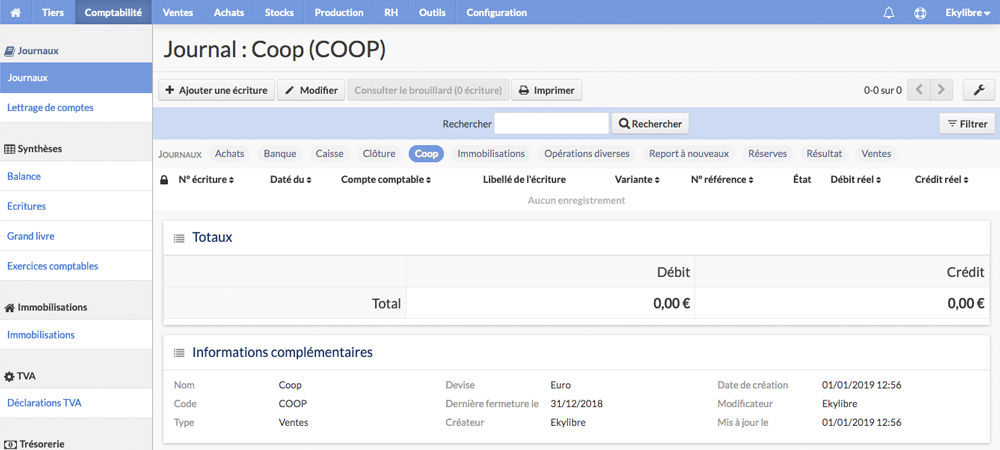 Tiers Comptabilité Ventes Achats Stocks Production RH Outils Configuration Ekylibre
Journaux
Journaux
Lettrage de comptes
Synthèses
Balance
Ecritures
Grand livre
Exercices comptables
Immobilisations
Immobilisations
TVA
Déclarations TVA
Trésorerie
Journal : Coop (COOP)
Ajouter une écriture Modifier Consulter le brouillard (0 écriture) Imprimer 0-0 sur 0
Rechercher Rechercher Filtrer
JOURNAUX Achats Banque Caisse Clôture Coop Immobilisations Opérations diverses Report à nouveaux Réserves Résultat Ventes
N° écriture Daté du Compte comptable Libellé de l'écriture Variante N° référence État Débit réel Crédit réel
Aucun enregistrement
Totaux
Débit Crédit
Total 0,00 € 0,00 €
Informations complémentaires
Nom Coop Devise Euro Date de création 01/01/2019 12:56
Code COOP Dernière fermeture le 31/12/2018 Modificateur Ekylibre
Type Ventes Créateur Ekylibre Mis à jour le 01/01/2019 12:56